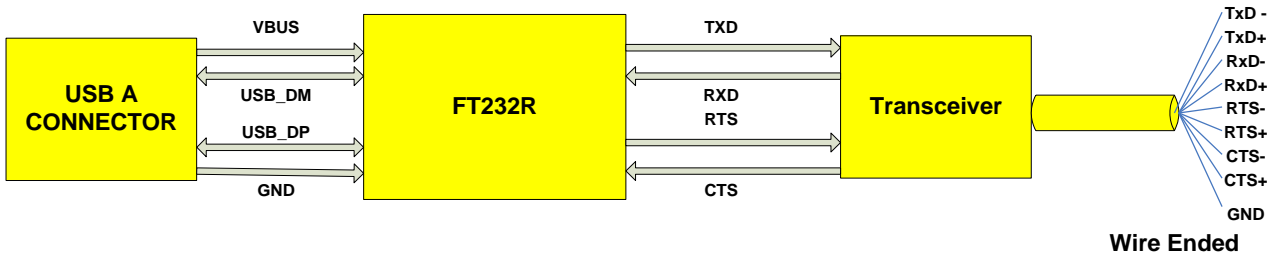 USB A
CONNECTOR
VBUS
USB_DM
USB_DP
GND
FT232R
TXD
RXD
RTS
CTS
Transceiver
TxD -
TxD+
RxD-
RxD+
RTS-
RTS+
CTS-
CTS+
GND
Wire Ended